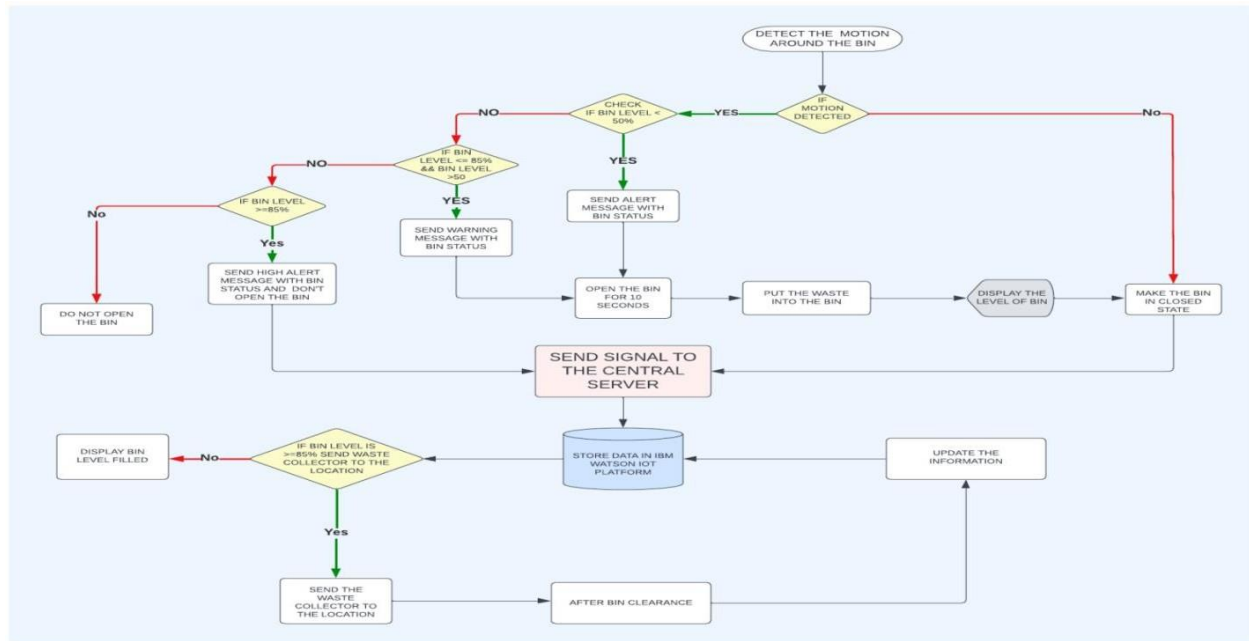 DETECT THE MOTION
AROUND THE BIN
CHECK
IF BIN LEVEL <
50%
IF
MOTION
DETECTED
NO
YES
No
IF BIN
LEVEL <= 85%
&& BIN LEVEL
>50
NO
YES
YES
IF BIN LEVEL
>=85%
No
Yes
SEND ALERT
MESSAGE WITH
BIN STATUS
SEND WARNING
MESSAGE WITH
BIN STATUS
SEND HIGH ALERT
MESSAGE WITH BIN
STATUS AND DON'T
OPEN THE BIN
DO NOT OPEN
THE BIN
OPEN THE BIN
FOR 10
SECONDS
PUT THE WASTE
INTO THE BIN
DISPLAY THE
LEVEL OF BIN
MAKE THE BIN
IN CLOSED
STATE
SEND SIGNAL TO
THE CENTRAL
SERVER
DISPLAY BIN
LEVEL FILLED
No
IF BIN LEVEL IS
>=85% SEND WASTE
COLLECTOR TO THE
LOCATION
STORE DATA IN IBM
WATSON IOT
PLATFORM
UPDATE THE
INFORMATION
Yes
SEND THE
WASTE
COLLECTOR TO
THE LOCATION
AFTER BIN CLEARANCE